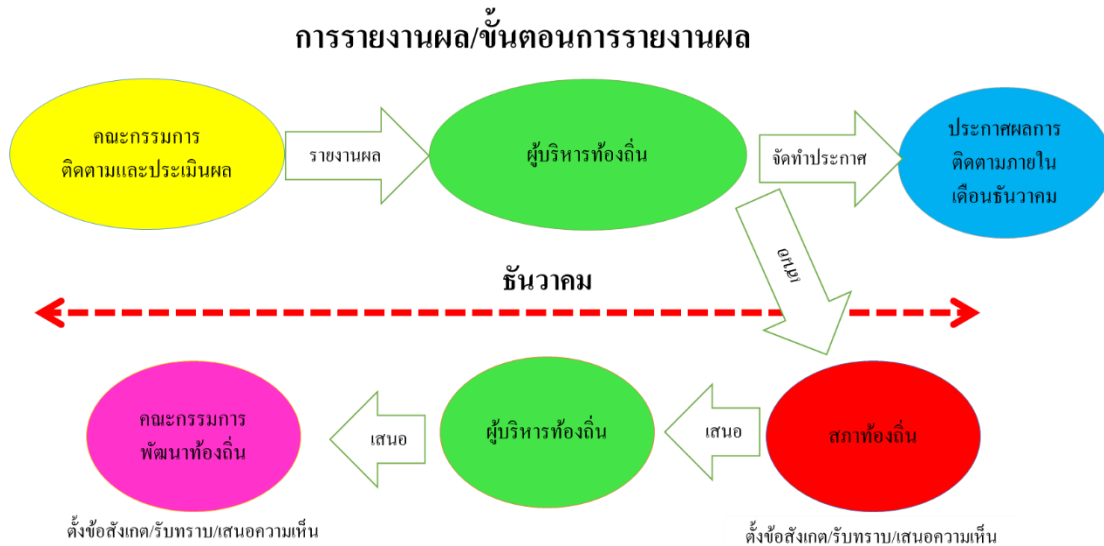 การรายงานผล/ขั้นตอนการรายงานผล
คณะกรรมการ
ติดตามและประเมินผล
รายงานผล
ผู้บริหารท้องถิ่น
จัดทำประกาศ
ประกาศผลการ
ติดตามภายใน
เดือนธันวาคม
เสนอ
ธันวาคม
คณะกรรมการ
พัฒนาท้องถิ่น
เสนอ
ผู้บริหารท้องถิ่น
เสนอ
สภาท้องถิ่น
ตั้งข้อสังเกต/รับทราบ/เสนอความเห็น
ตั้งข้อสังเกต/รับทราบ/เสนอความเห็น